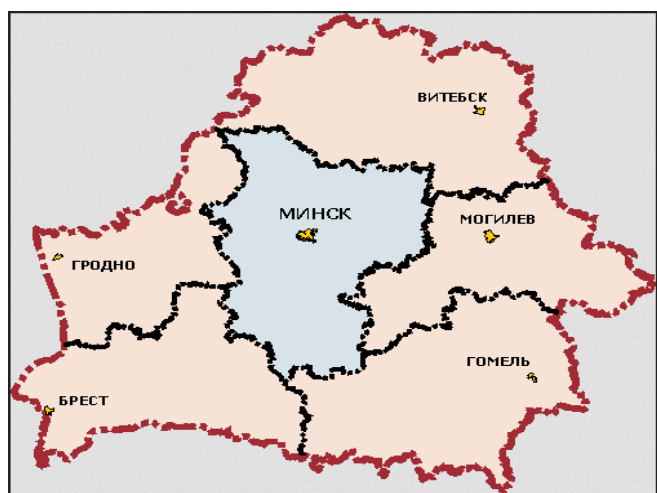 ВИТЕБСК
МИНСК
МОГИЛЕВ
ГРОДНО
ГОМЕЛЬ
БРЕСТ